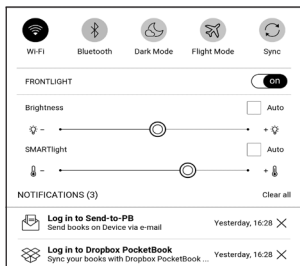 Wi-Fi Bluetooth Dark Mode Flight Mode Sync
FRONTLIGHT on
Brightness Auto
- +
SMARTlight Auto
- +
NOTIFICATIONS (3) Clear all
Log in to Send-to-PB
Send books on Device via e-mail Yesterday, 16:28
Log in to Dropbox PocketBook
Sync your books with Dropbox PocketBook ... Yesterday, 16:28